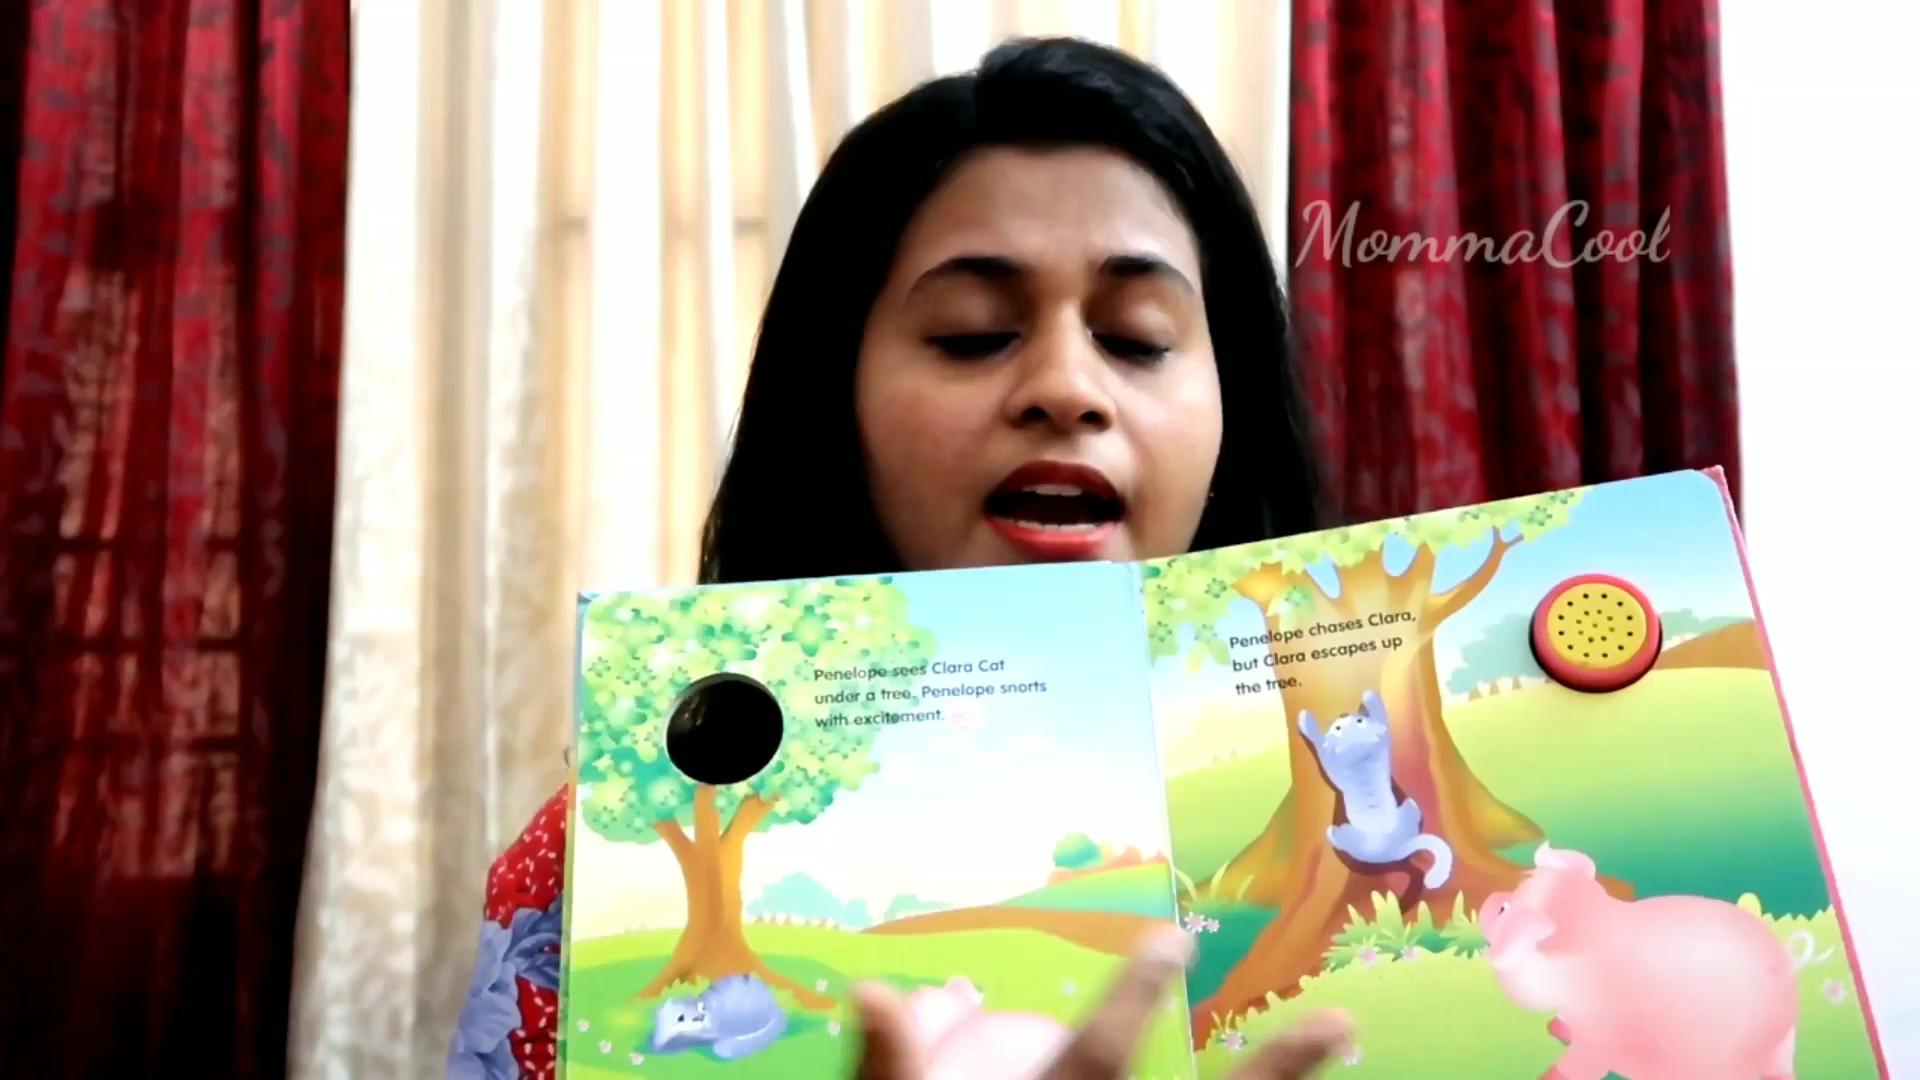 MommaCool
Penelope sees Clara Cat
under a tree. Penelope snorts
with excitement.
Penelope chases Clara,
but Clara escapes up
the tree.